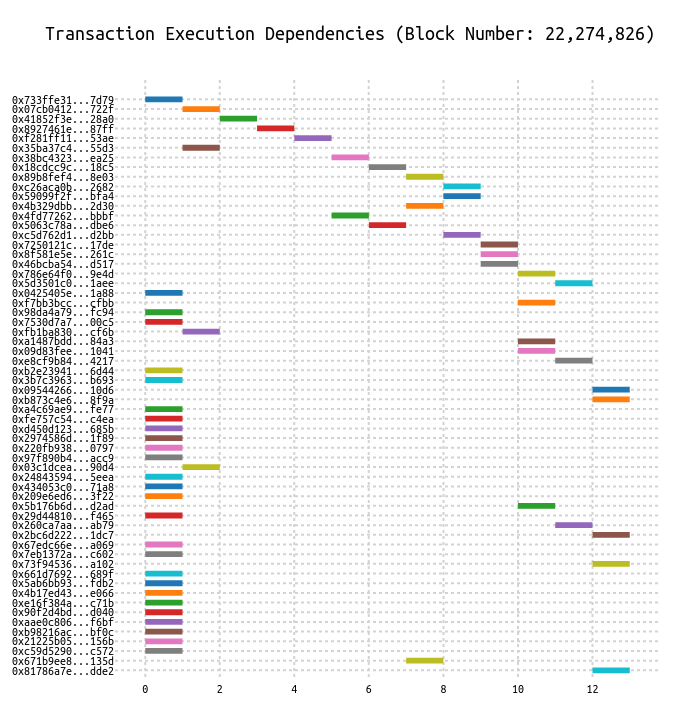 Transaction Execution Dependencies (Block Number: 22,274,826)
0x733ffe31...7d79
0x07cb0412...722f
0x41852f3e...28a0
0x8927461e...87ff
0xf281ff11...53ae
0x35ba37c4...55d3
0x38bc4323...ea25
0x18cdcc9c...18c5
0x89b8fef4...8e03
0xc26aca0b...2682
0x59099f2f...bfa4
0x4b329dbb...2d30
0x4fd77262...bbbf
0x5063c78a...dbe6
0xc5d762d1...d2bb
0x7250121c...17de
0x8f581e5e...261c
0x46bcba54...d517
0x786e64f0...9e4d
0x5d3501c0...1aee
0x0425405e...1a88
0xf7bb3bcc...cfbb
0x98da4a79...fc94
0x7530d7a7...00c5
0xfb1ba830...cf6b
0xa1487bdd...84a3
0x09d83fee...1041
0xe8cf9b84...4217
0xb2e23941...6d44
0x3b7c3963...b693
0x09544266...10d6
0xb873c4e6...8f9a
0xa4c69ae9...fe77
0xfe757c54...c4ea
0xd450d123...685b
0x2974586d...1f89
0x220fb938...0797
0x97f890b4...acc9
0x03c1dcea...90d4
0x24843594...5eea
0x434053c0...71a8
0x209e6ed6...3f22
0x5b176b6d...d2ad
0x29d44810...f465
0x260ca7aa...ab79
0x2bc6d222...1dc7
0x67edc66e...a069
0x7eb1372a...c602
0x73f94536...a102
0x661d7692...689f
0x5ab6bb93...fdb2
0x4b17ed43...e066
0xe16f384a...c71b
0x90f2d4bd...d040
0xaae0c806...f6bf
0xb98216ac...bf0c
0x21225b05...156b
0xc59d5290...c572
0x671b9ee8...135d
0x81786a7e...dde2
0 2 4 6 8 10 12